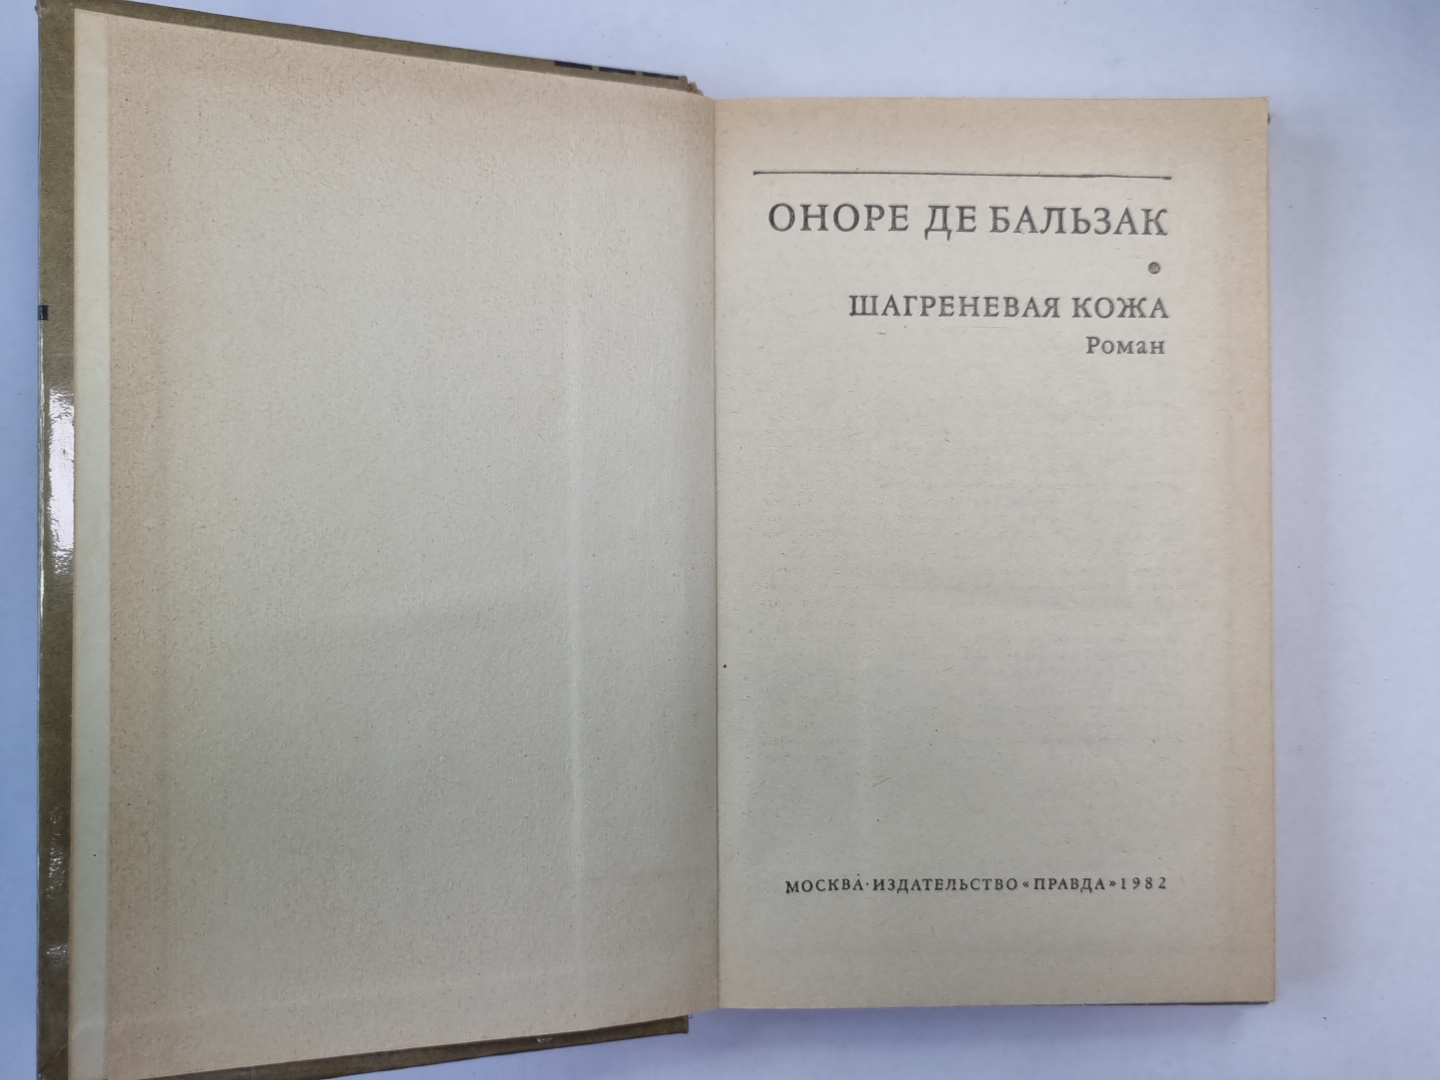 ОНОРЕ ДЕ БАЛЬЗАК
ШАГРЕНЕВАЯ КОЖА
Роман
МОСКВА·ИЗДАТЕЛЬСТВО «ПРАВДА» 1982